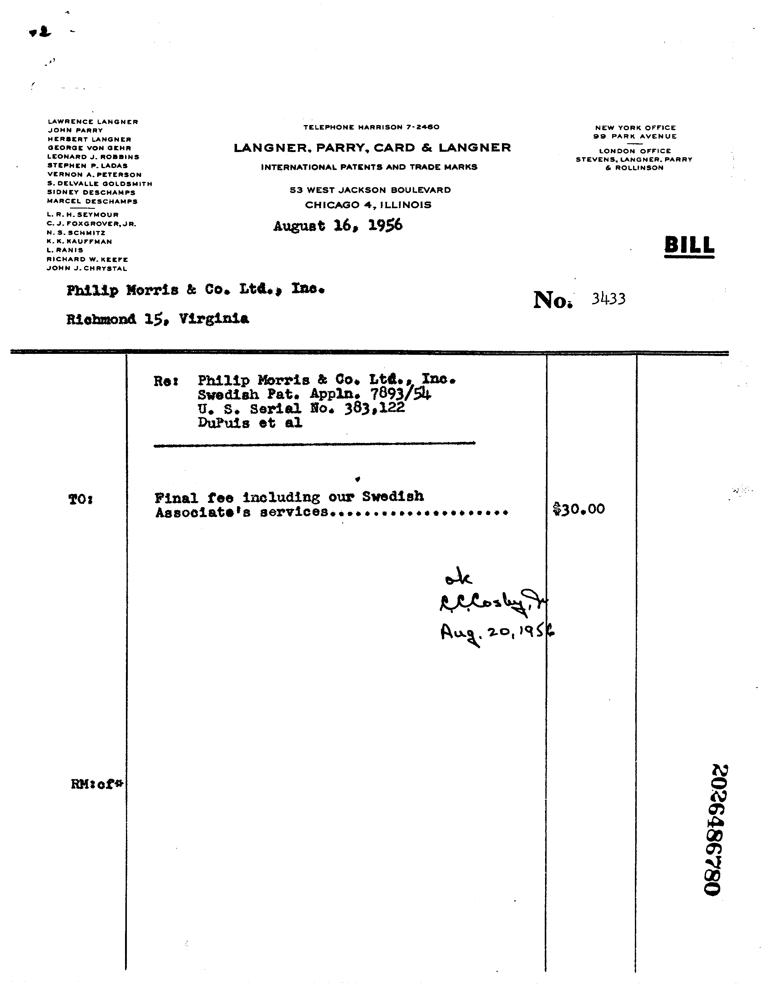 LAWRENCE LANGNER
JOHN PARRY
HERBERT LANGNER
GEORGE VON GEHR
LEONARD J. ROBBINS
STEPHEN P. LADAS
VERNON A. PETERSON
S. DELVALLE GOLDSMITH
SIDNEY DESCHAMPS
MARCEL DESCHAMPS
L. R. H. SEYMOUR
C. J. FOXGROVER, JR.
N. S. SCHMITZ
K. K. KAUFFMAN
L. RANIS
RICHARD W. KEEFE
JOHN J. CHRYSTAL
TELEPHONE HARRISON 7-2460
LANGNER, PARRY, CARD & LANGNER
INTERNATIONAL PATENTS AND TRADE MARKS
53 WEST JACKSON BOULEVARD
CHICAGO 4, ILLINOIS
August 16, 1956
NEW YORK OFFICE
99 PARK AVENUE
LONDON OFFICE
STEVENS, LANGNER, PARRY
& ROLLINSON
BILL
Philip Morris & Co. Ltd., Inc.
Richmond 15, Virginia
No. 3433
Re: Philip Morris & Co. Ltd., Inc.
Swedish Pat. Appln. 7893/54
U. S. Serial No. 383,122
DuPuis et al
TO: Final fee including our Swedish
Associate's services..................... $30.00
ok
C.C. Cosby, Jr
Aug. 20, 1956
RM:of*
2026486780